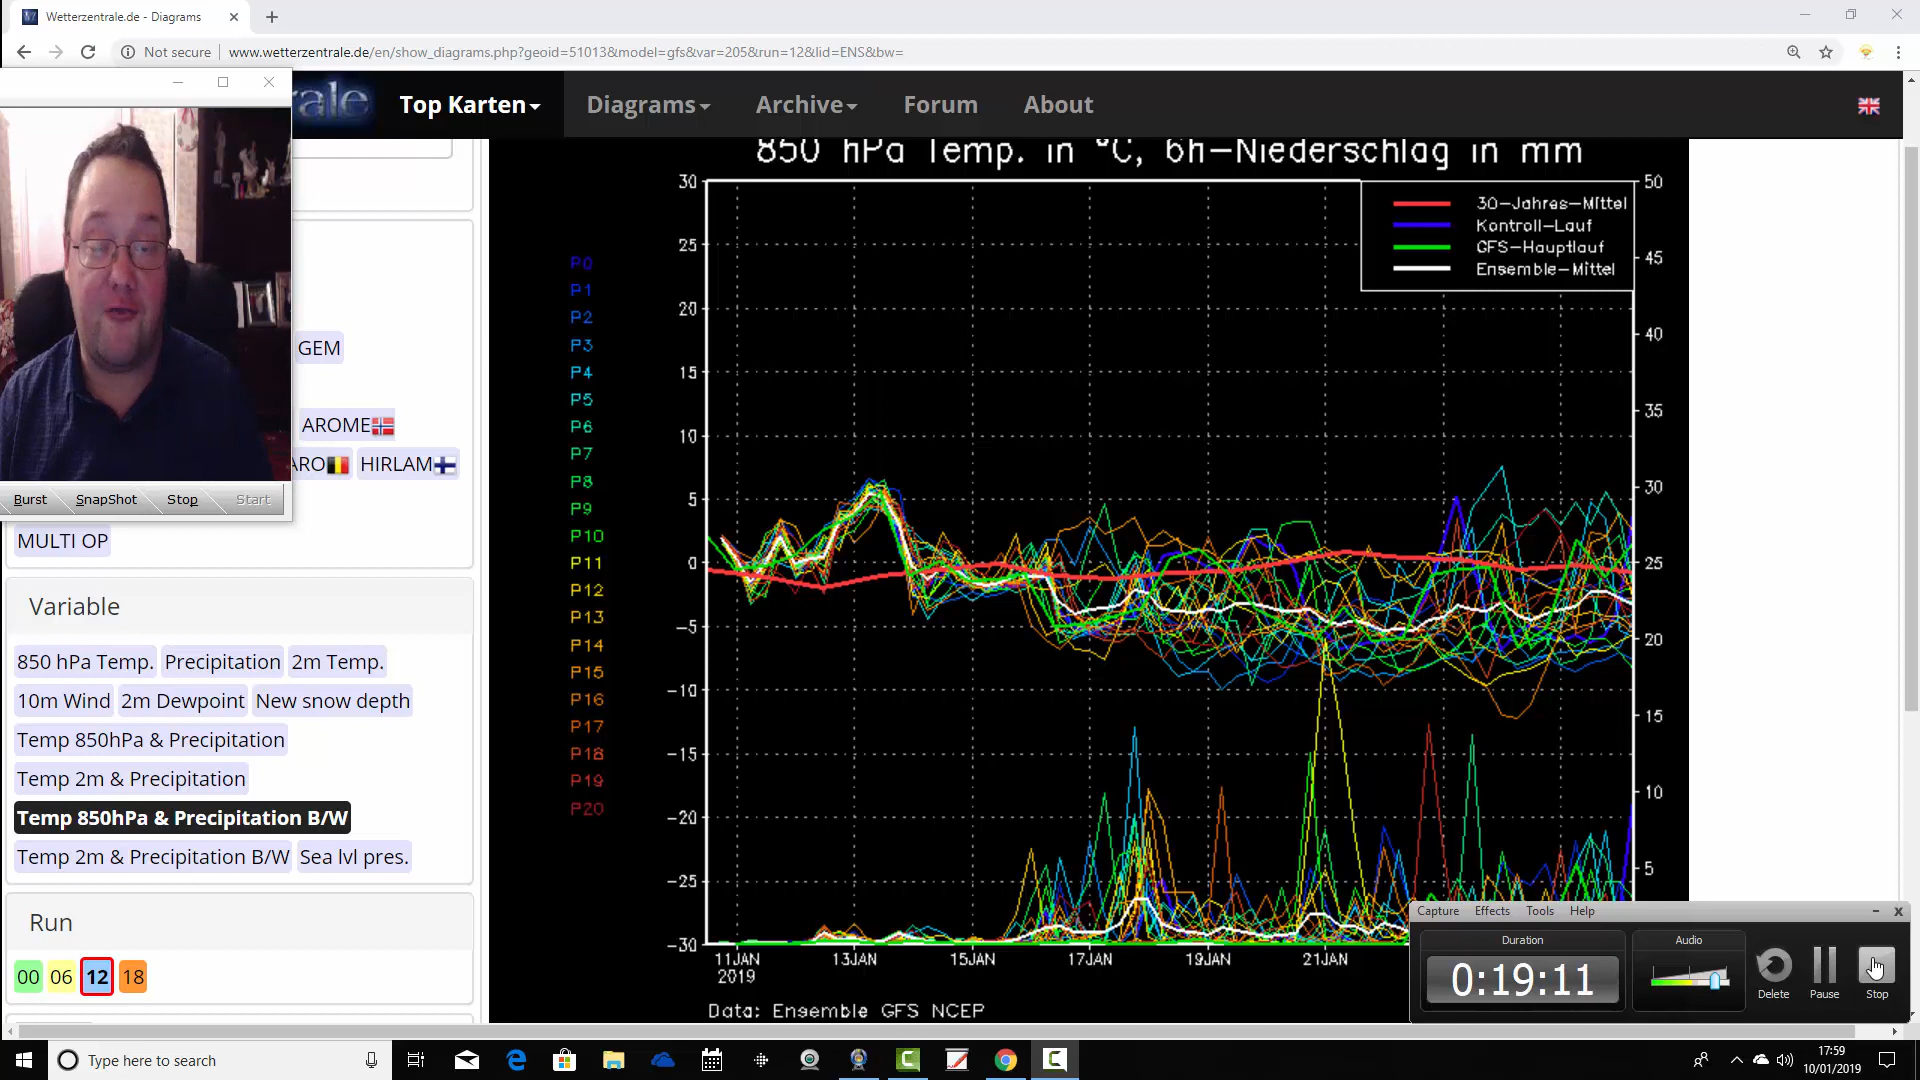 Wetterzentrale.de - Diagrams
Not secure
www.wetterzentrale.de/en/show_diagrams.php?geoid=51013&model=gfs&var=205&run=12&lid=ENS&bw=
rale
Top Karten
Diagrams
Archive
Forum
About
GEM
AROME
ARO
HIRLAM
MULTI OP
Burst
SnapShot
Stop
Start
Variable
850 hPa Temp.
Precipitation
2m Temp.
10m Wind
2m Dewpoint
New snow depth
Temp 850hPa & Precipitation
Temp 2m & Precipitation
Temp 850hPa & Precipitation B/W
Temp 2m & Precipitation B/W
Sea lvl pres.
Run
00
06
12
18
850 hPa Temp. in °C, 6h-Niederschlag in mm
30-Jahres-Mittel
Kontroll-Lauf
GFS-Hauptlauf
Ensemble-Mittel
P0
P1
P2
P3
P4
P5
P6
P7
P8
P9
P10
P11
P12
P13
P14
P15
P16
P17
P18
P19
P20
30
25
20
15
10
5
0
-5
-10
-15
-20
-25
-30
50
45
40
35
30
25
20
15
10
5
11JAN
2019
13JAN
15JAN
17JAN
19JAN
21JAN
Data: Ensemble GFS NCEP
Capture
Effects
Tools
Help
Duration
0:19:11
Audio
Delete
Pause
Stop
Type here to search
17:59
10/01/2019